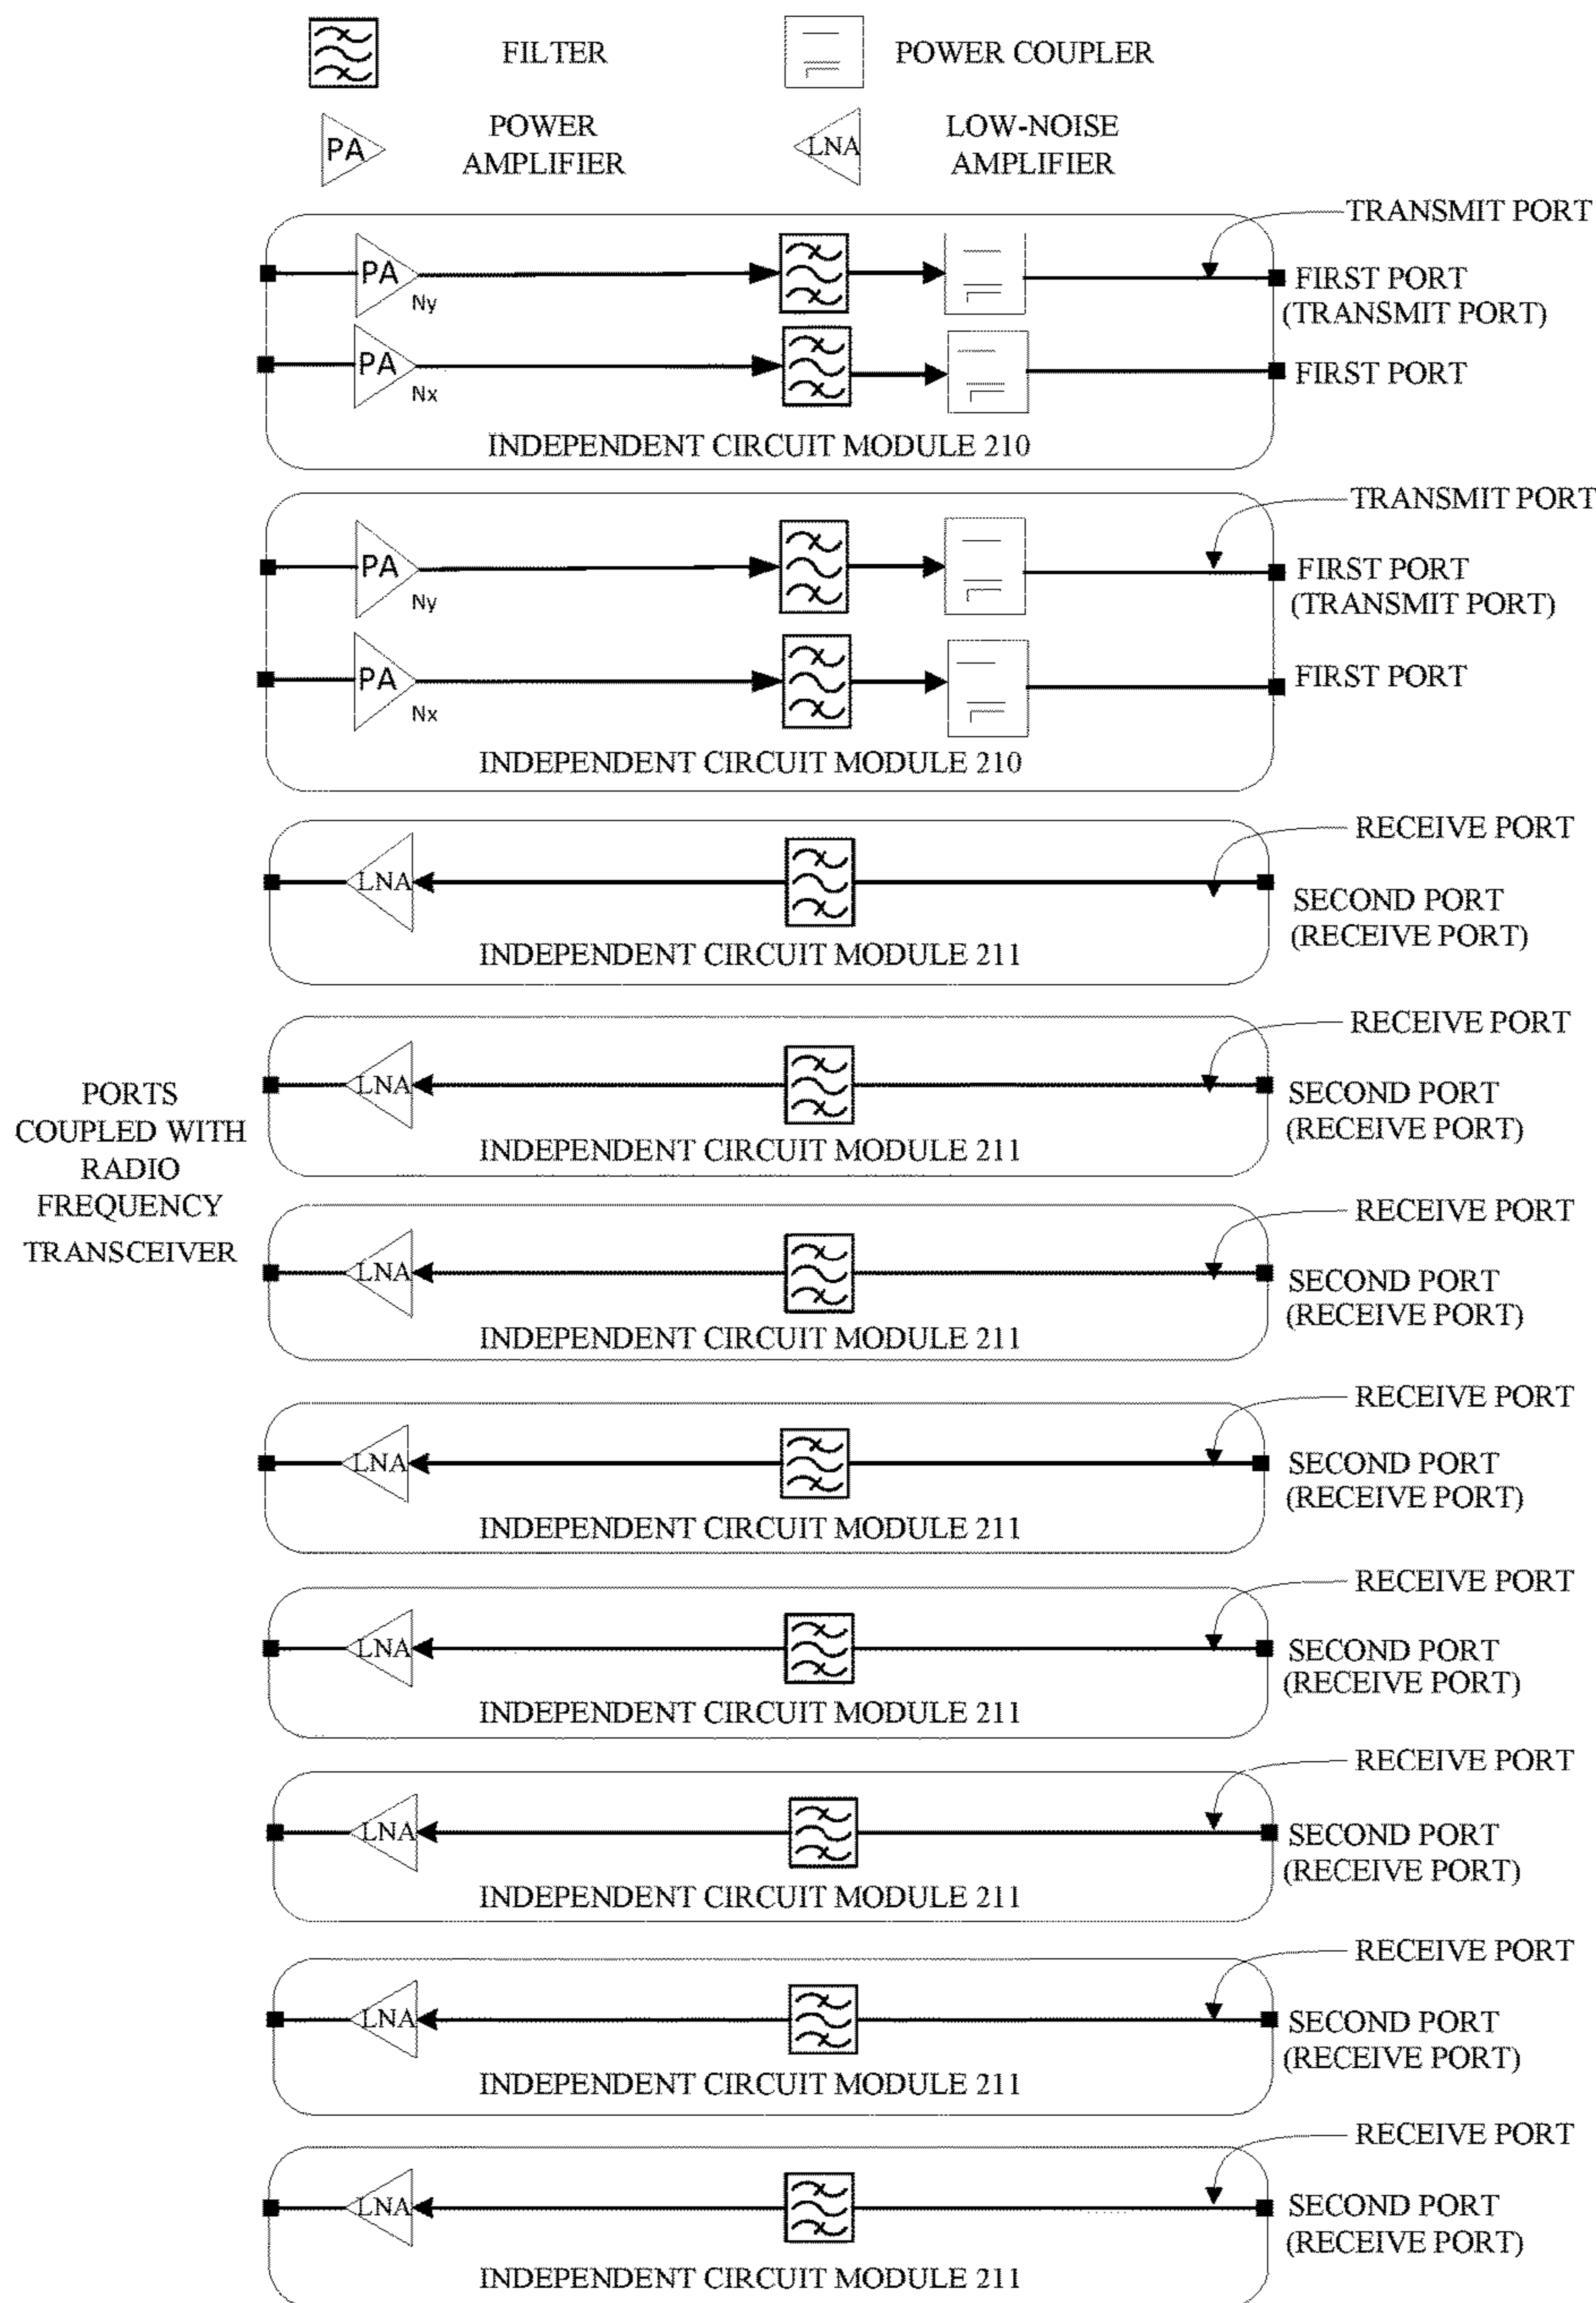 FILTER
POWER COUPLER
PA
POWER
AMPLIFIER
LNA
LOW-NOISE
AMPLIFIER
TRANSMIT PORT
PA
Ny
FIRST PORT
(TRANSMIT PORT)
PA
Nx
FIRST PORT
INDEPENDENT CIRCUIT MODULE 210
TRANSMIT PORT
PA
Ny
FIRST PORT
(TRANSMIT PORT)
PA
Nx
FIRST PORT
INDEPENDENT CIRCUIT MODULE 210
RECEIVE PORT
LNA
SECOND PORT
(RECEIVE PORT)
INDEPENDENT CIRCUIT MODULE 211
RECEIVE PORT
LNA
SECOND PORT
(RECEIVE PORT)
INDEPENDENT CIRCUIT MODULE 211
PORTS
COUPLED WITH
RADIO
FREQUENCY
TRANSCEIVER
RECEIVE PORT
LNA
SECOND PORT
(RECEIVE PORT)
INDEPENDENT CIRCUIT MODULE 211
RECEIVE PORT
LNA
SECOND PORT
(RECEIVE PORT)
INDEPENDENT CIRCUIT MODULE 211
RECEIVE PORT
LNA
SECOND PORT
(RECEIVE PORT)
INDEPENDENT CIRCUIT MODULE 211
RECEIVE PORT
LNA
SECOND PORT
(RECEIVE PORT)
INDEPENDENT CIRCUIT MODULE 211
RECEIVE PORT
LNA
SECOND PORT
(RECEIVE PORT)
INDEPENDENT CIRCUIT MODULE 211
RECEIVE PORT
LNA
SECOND PORT
(RECEIVE PORT)
INDEPENDENT CIRCUIT MODULE 211